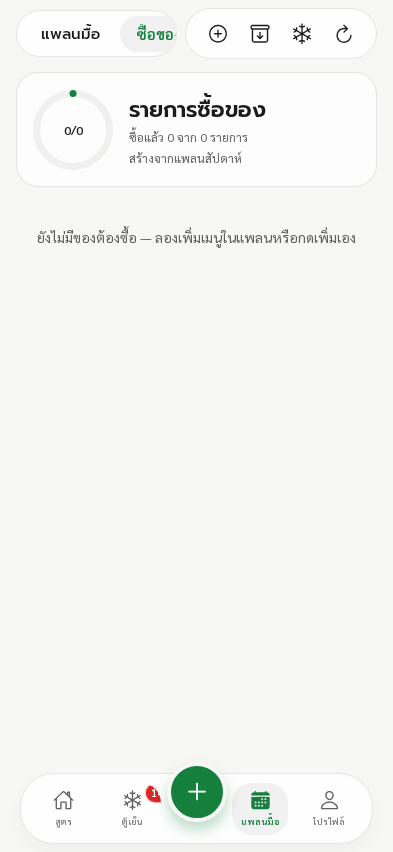 แพลนมื้อ
0/0
รายการซื้อของ
ซื้อแล้ว 0 จาก 0 รายการ
สร้างจากแพลนสัปดาห์
ยังไม่มีของต้องซื้อ — ลองเพิ่มเมนูในแพลนหรือกดเพิ่มเอง
สูตร
ตู้เย็น
แพลนมื้อ
โปรไฟล์